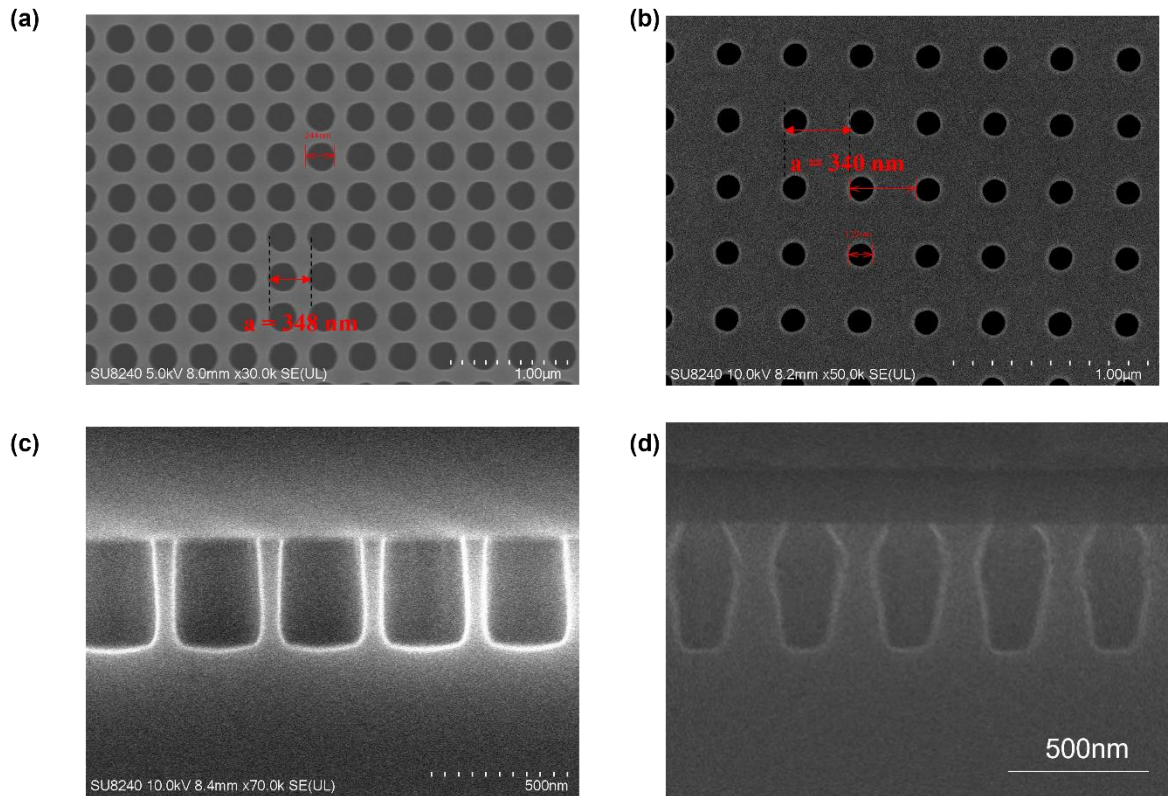 (a)
244nm
a = 348 nm
SU8240 5.0kV 8.0mm x30.0k SE(UL)
1.00μm
(b)
a = 340 nm
SU8240 10.0kV 8.2mm x50.0k SE(UL)
1.00μm
(c)
SU8240 10.0kV 8.4mm x70.0k SE(UL)
500nm
(d)
500nm